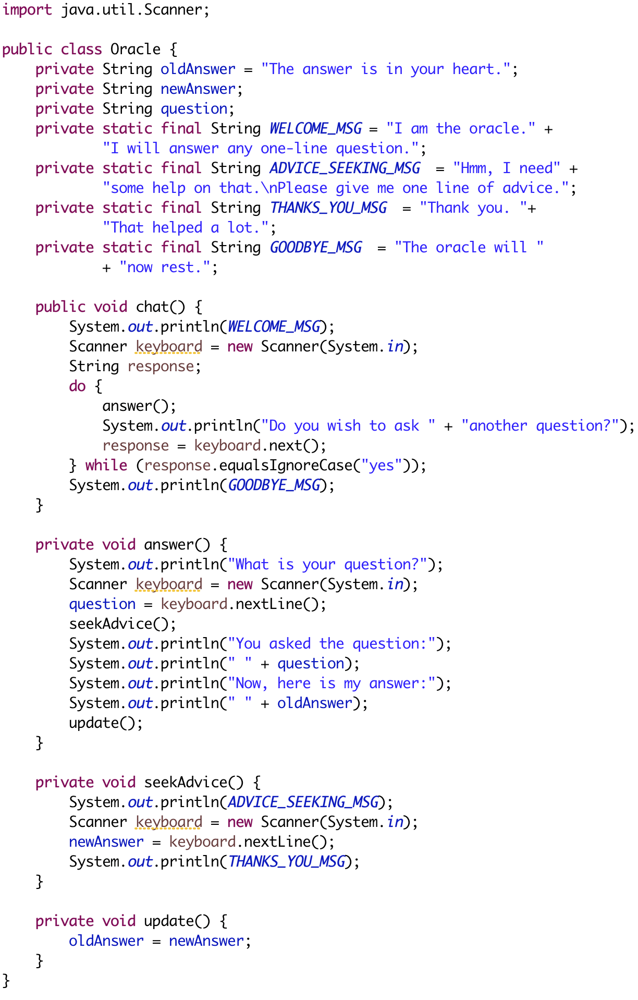 import java.util.Scanner;

public class Oracle {
    private String oldAnswer = "The answer is in your heart.";
    private String newAnswer;
    private String question;
    private static final String WELCOME_MSG = "I am the oracle." +
            "I will answer any one-line question.";
    private static final String ADVICE_SEEKING_MSG  = "Hmm, I need" +
            "some help on that.\nPlease give me one line of advice.";
    private static final String THANKS_YOU_MSG  = "Thank you. "+
            "That helped a lot.";
    private static final String GOODBYE_MSG  = "The oracle will "
            + "now rest.";

    public void chat() {
        System.out.println(WELCOME_MSG);
        Scanner keyboard = new Scanner(System.in);
        String response;
        do {
            answer();
            System.out.println("Do you wish to ask " + "another question?");
            response = keyboard.next();
        } while (response.equalsIgnoreCase("yes"));
        System.out.println(GOODBYE_MSG);
    }

    private void answer() {
        System.out.println("What is your question?");
        Scanner keyboard = new Scanner(System.in);
        question = keyboard.nextLine();
        seekAdvice();
        System.out.println("You asked the question:");
        System.out.println(" " + question);
        System.out.println("Now, here is my answer:");
        System.out.println(" " + oldAnswer);
        update();
    }

    private void seekAdvice() {
        System.out.println(ADVICE_SEEKING_MSG);
        Scanner keyboard = new Scanner(System.in);
        newAnswer = keyboard.nextLine();
        System.out.println(THANKS_YOU_MSG);
    }

    private void update() {
        oldAnswer = newAnswer;
    }
}